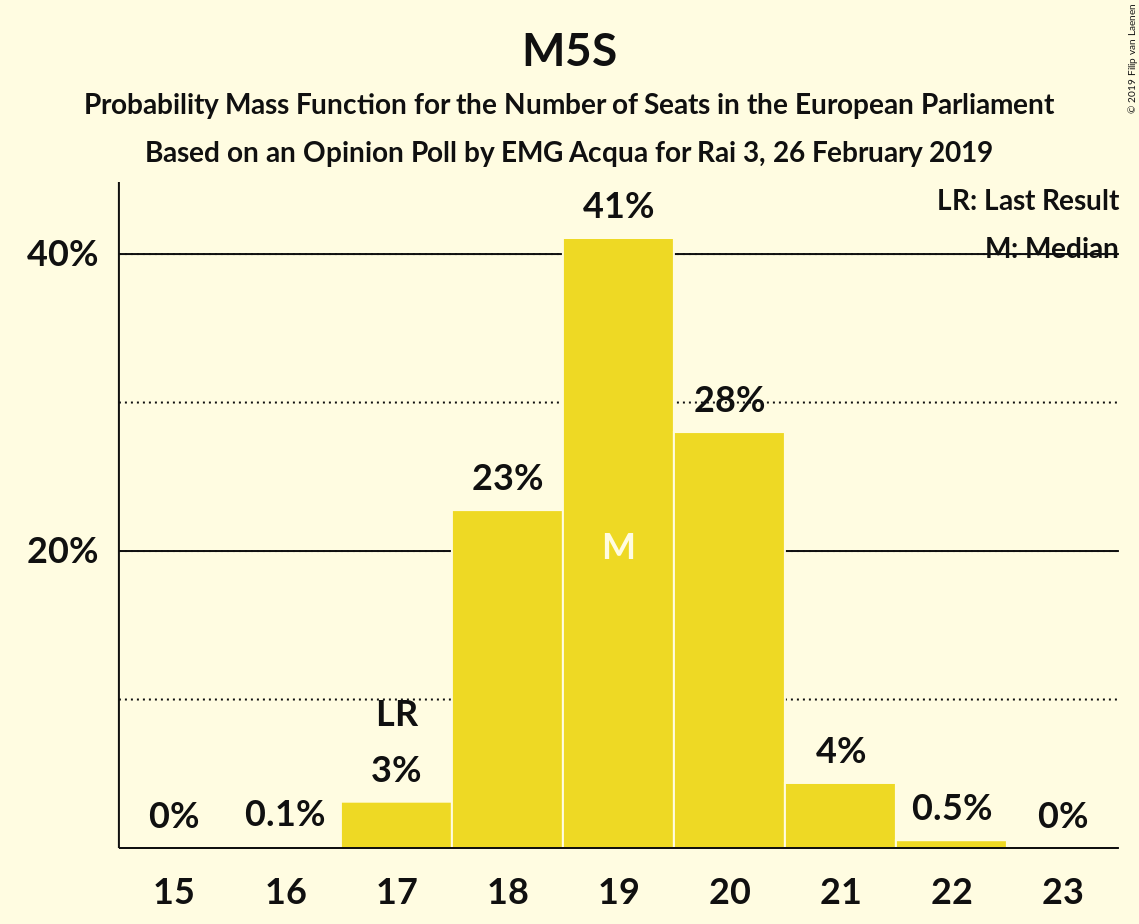 M5S
Probability Mass Function for the Number of Seats in the European Parliament
Based on an Opinion Poll by EMG Acqua for Rai 3, 26 February 2019
© 2019 Filip van Laenen
LR: Last Result
M: Median
40%
20%
0%
0.1%
LR
3%
23%
41%
M
28%
4%
0.5%
0%
15 16 17 18 19 20 21 22 23